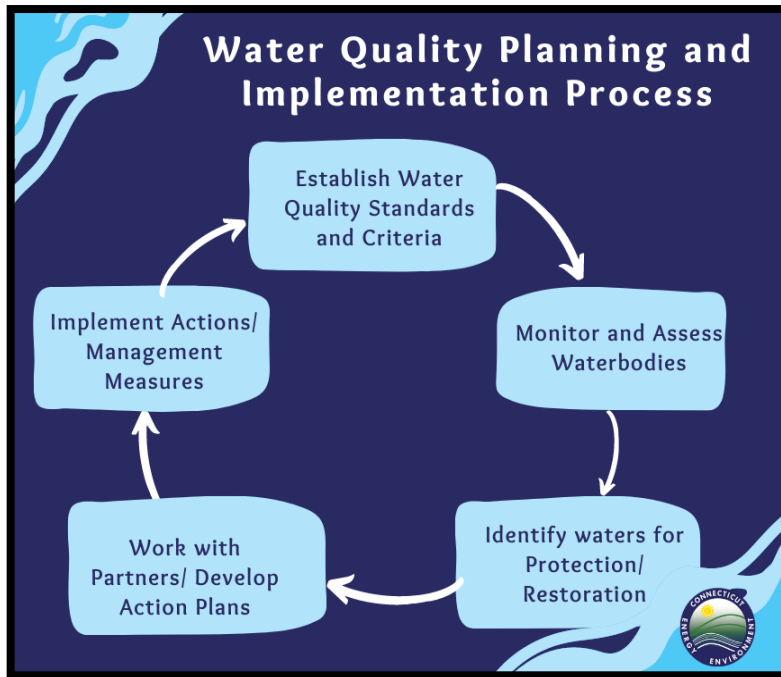 Water Quality Planning and
Implementation Process
Establish Water
Quality Standards
and Criteria
Monitor and Assess
Waterbodies
Identify waters for
Protection/
Restoration
Work with
Partners/ Develop
Action Plans
Implement Actions/
Management
Measures
CONNECTICUT
ENERGY
ENVIRONMENT